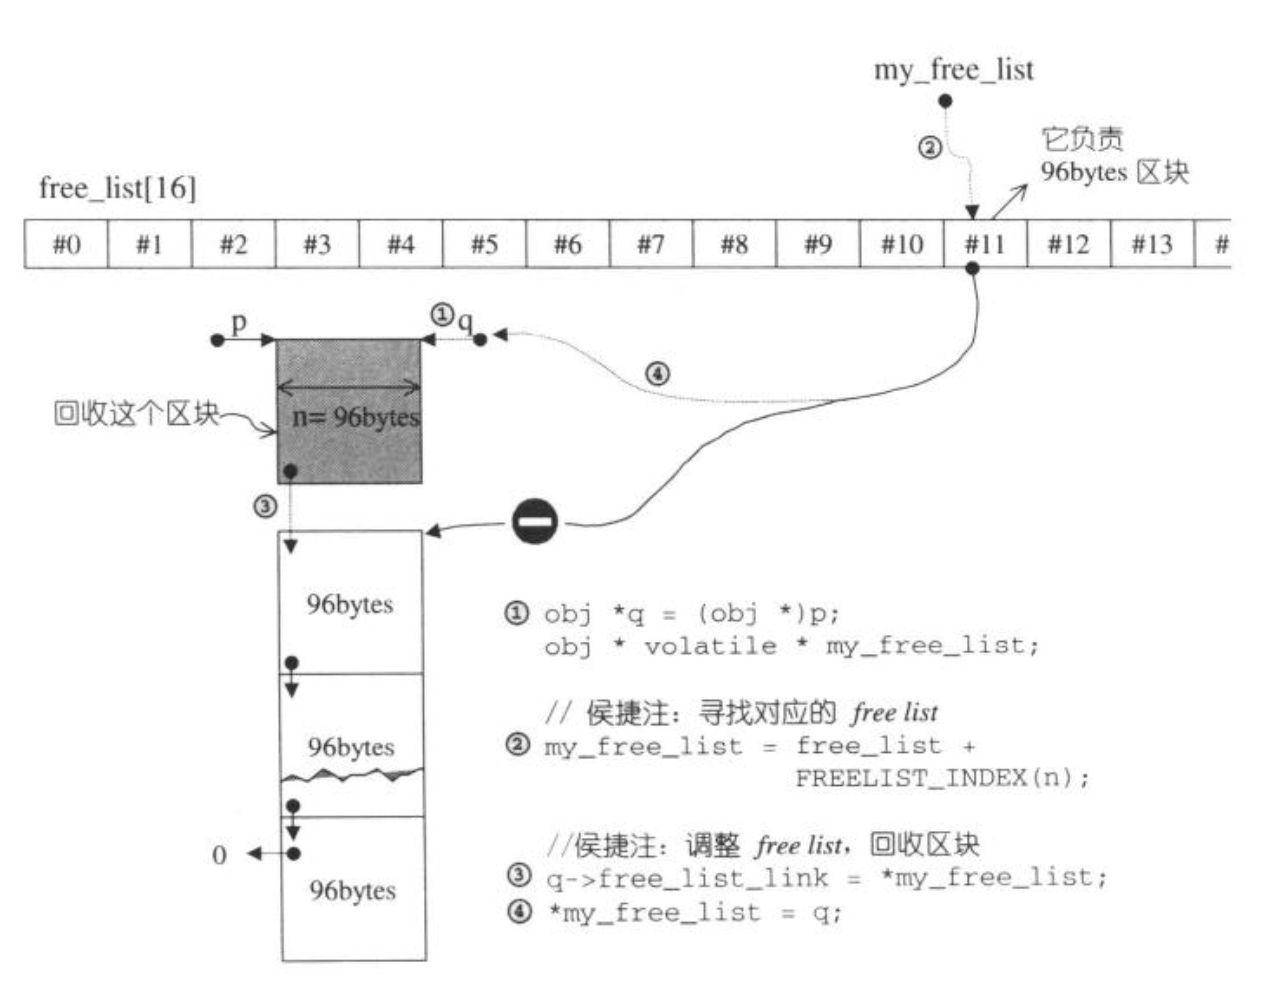 my_free_list
②
它负责
96bytes 区块
free_list[16]
#0 #1 #2 #3 #4 #5 #6 #7 #8 #9 #10 #11 #12 #13 #
p
① q
④
回收这个区块
n= 96bytes
③
96bytes
96bytes
0
96bytes
① obj *q = (obj *)p;
obj * volatile * my_free_list;
// 侯捷注：寻找对应的 free list
② my_free_list = free_list +
FREELIST_INDEX(n);
//侯捷注：调整 free list，回收区块
③ q->free_list_link = *my_free_list;
④ *my_free_list = q;